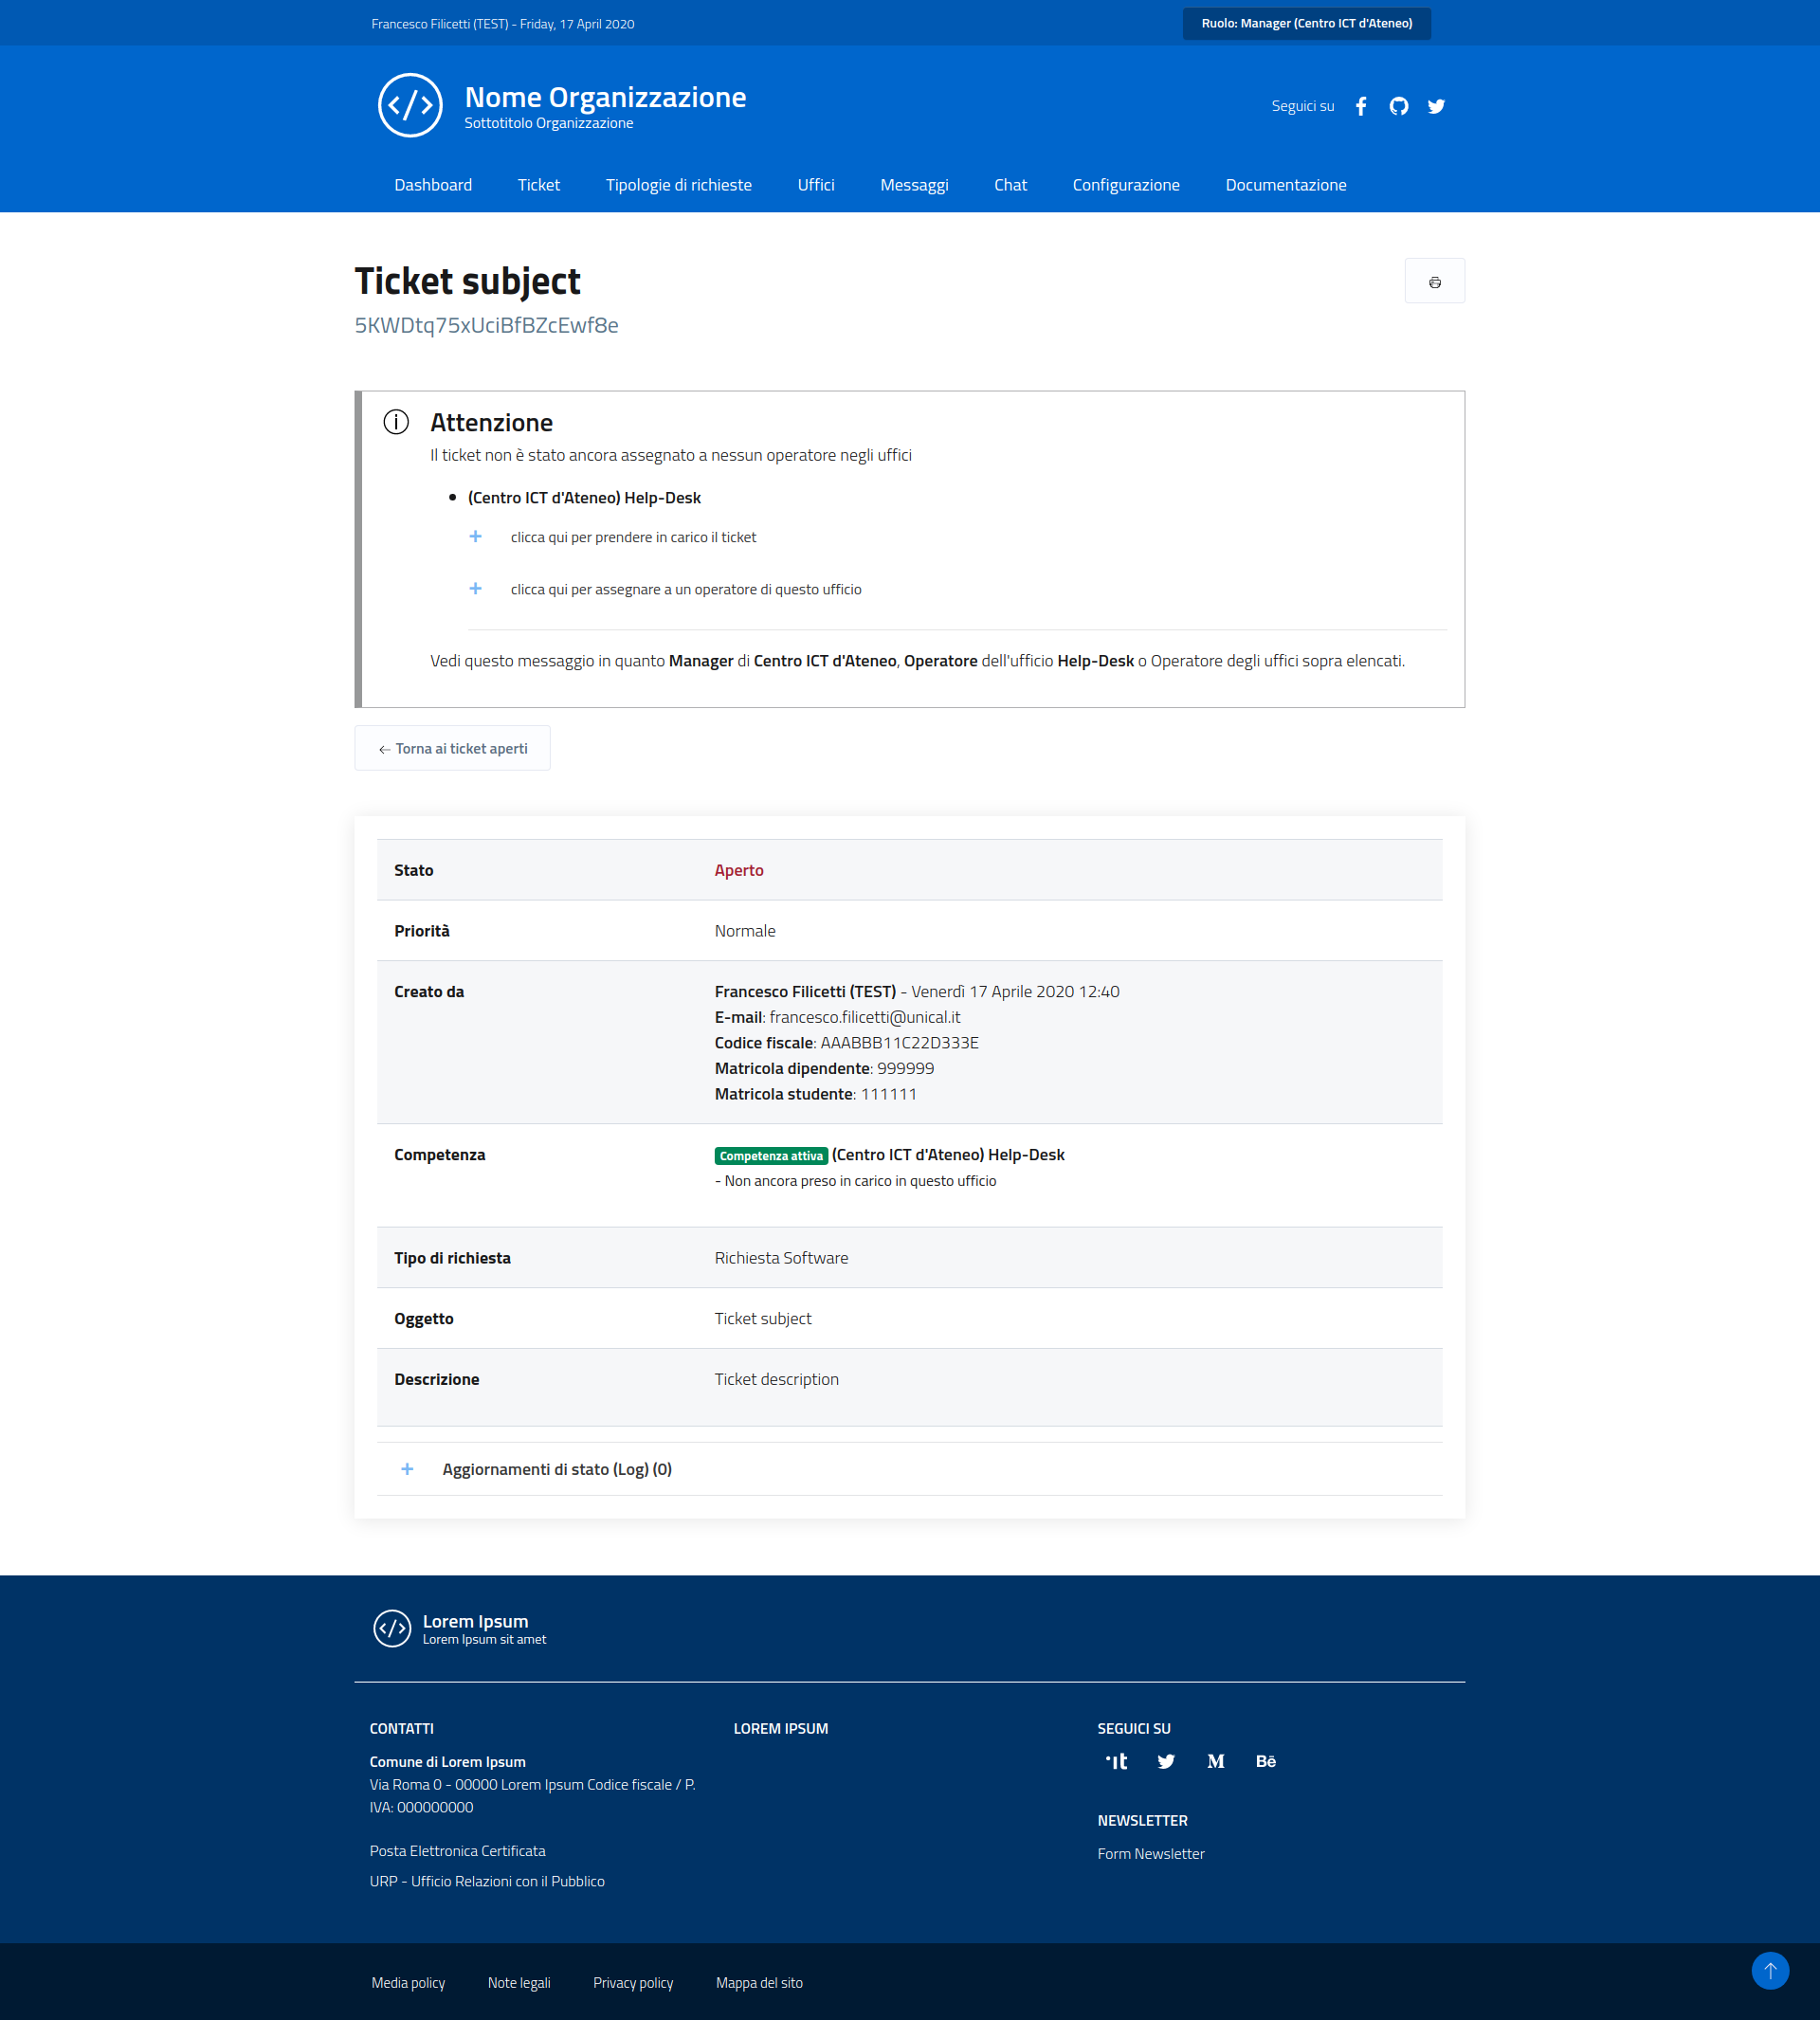 Francesco Filicetti (TEST) - Friday, 17 April 2020
Ruolo: Manager (Centro ICT d'Ateneo)
Nome Organizzazione
Sottotitolo Organizzazione
Seguici su
Dashboard Ticket Tipologie di richieste Uffici Messaggi Chat Configurazione Documentazione
Ticket subject
5KWDtq75xUciBfBZcEwf8e
Attenzione
Il ticket non è stato ancora assegnato a nessun operatore negli uffici
(Centro ICT d'Ateneo) Help-Desk
clicca qui per prendere in carico il ticket
clicca qui per assegnare a un operatore di questo ufficio
Vedi questo messaggio in quanto Manager di Centro ICT d'Ateneo, Operatore dell'ufficio Help-Desk o Operatore degli uffici sopra elencati.
Torna ai ticket aperti
Stato Aperto
Priorità Normale
Creato da Francesco Filicetti (TEST) - Venerdì 17 Aprile 2020 12:40
E-mail: francesco.filicetti@unical.it
Codice fiscale: AAABBB11C22D333E
Matricola dipendente: 999999
Matricola studente: 111111
Competenza Competenza attiva (Centro ICT d'Ateneo) Help-Desk
- Non ancora preso in carico in questo ufficio
Tipo di richiesta Richiesta Software
Oggetto Ticket subject
Descrizione Ticket description
Aggiornamenti di stato (Log) (0)
Lorem Ipsum
Lorem Ipsum sit amet
CONTATTI
Comune di Lorem Ipsum
Via Roma 0 - 00000 Lorem Ipsum Codice fiscale / P.
IVA: 000000000
Posta Elettronica Certificata
URP - Ufficio Relazioni con il Pubblico
LOREM IPSUM
SEGUICI SU
it M Bē
NEWSLETTER
Form Newsletter
Media policy Note legali Privacy policy Mappa del sito